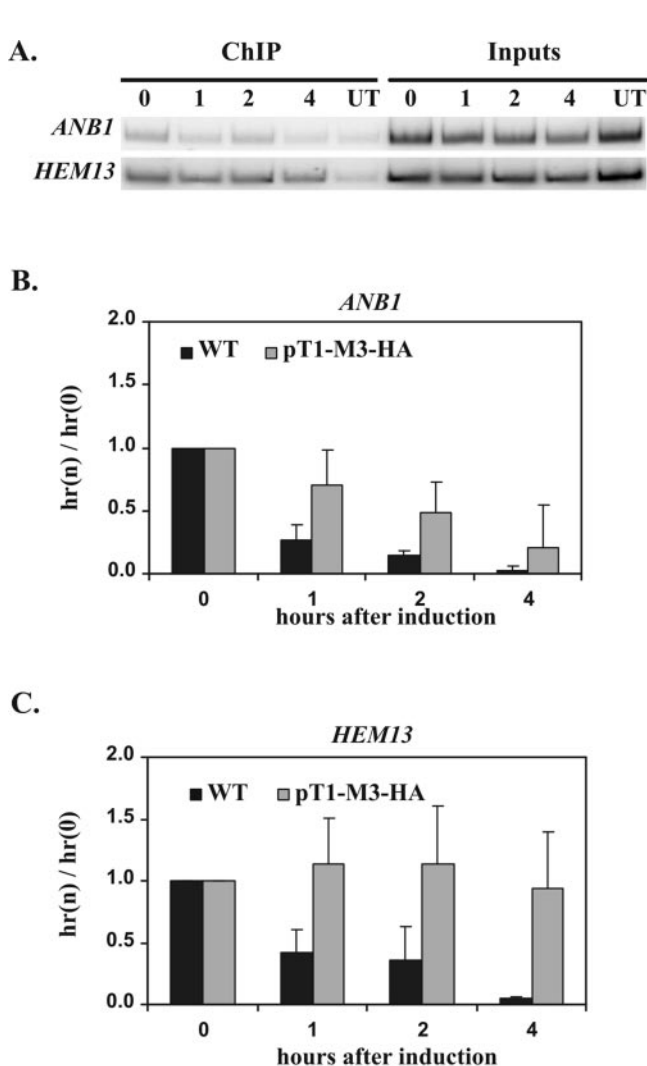 A.
ChIP Inputs
0 1 2 4 UT 0 1 2 4 UT
ANB1
HEM13
B.
ANB1
2.0
WT pT1-M3-HA
1.5
1.0
0.5
0.0
hr(n) / hr(0)
0 1 2 4
hours after induction
C.
HEM13
2.0
WT pT1-M3-HA
1.5
1.0
0.5
0.0
hr(n) / hr(0)
0 1 2 4
hours after induction